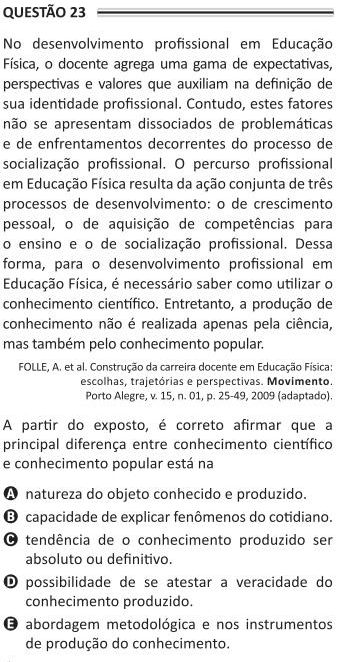 QUESTÃO 23
No desenvolvimento profissional em Educação
Física, o docente agrega uma gama de expectativas,
perspectivas e valores que auxiliam na definição de
sua identidade profissional. Contudo, estes fatores
não se apresentam dissociados de problemáticas
e de enfrentamentos decorrentes do processo de
socialização profissional. O percurso profissional
em Educação Física resulta da ação conjunta de três
processos de desenvolvimento: o de crescimento
pessoal, o de aquisição de competências para
o ensino e o de socialização profissional. Dessa
forma, para o desenvolvimento profissional em
Educação Física, é necessário saber como utilizar o
conhecimento científico. Entretanto, a produção de
conhecimento não é realizada apenas pela ciência,
mas também pelo conhecimento popular.
FOLLE, A. et al. Construção da carreira docente em Educação Física:
escolhas, trajetórias e perspectivas. Movimento.
Porto Alegre, v. 15, n. 01, p. 25-49, 2009 (adaptado).
A partir do exposto, é correto afirmar que a
principal diferença entre conhecimento científico
e conhecimento popular está na
A natureza do objeto conhecido e produzido.
B capacidade de explicar fenômenos do cotidiano.
C tendência de o conhecimento produzido ser
absoluto ou definitivo.
D possibilidade de se atestar a veracidade do
conhecimento produzido.
E abordagem metodológica e nos instrumentos
de produção do conhecimento.